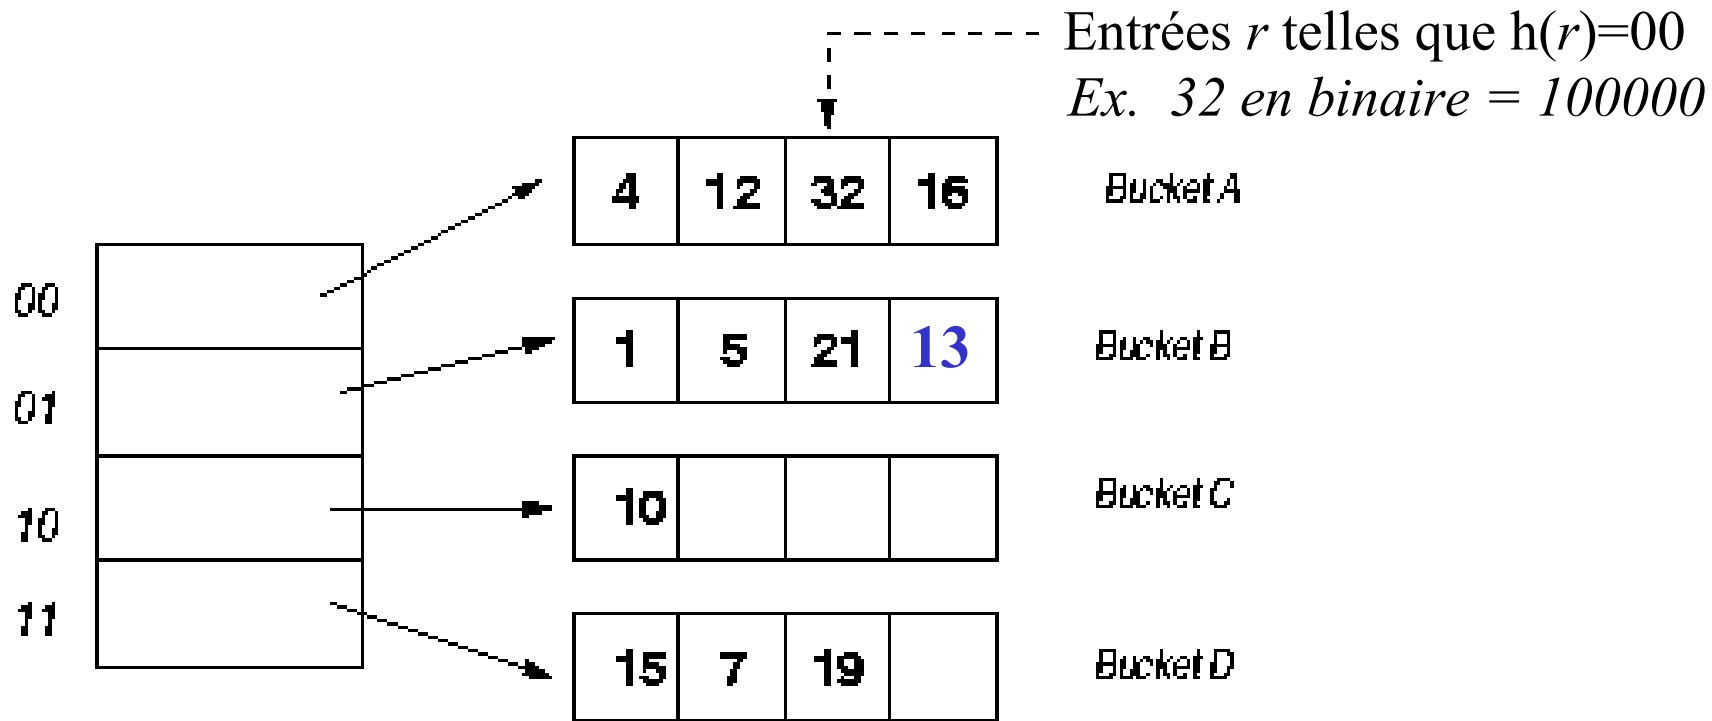 Entrées r telles que h(r)=00
Ex. 32 en binaire = 100000
4 12 32 16 Bucket A
00
1 5 21 13 Bucket B
01
10 Bucket C
10
11
15 7 19 Bucket D